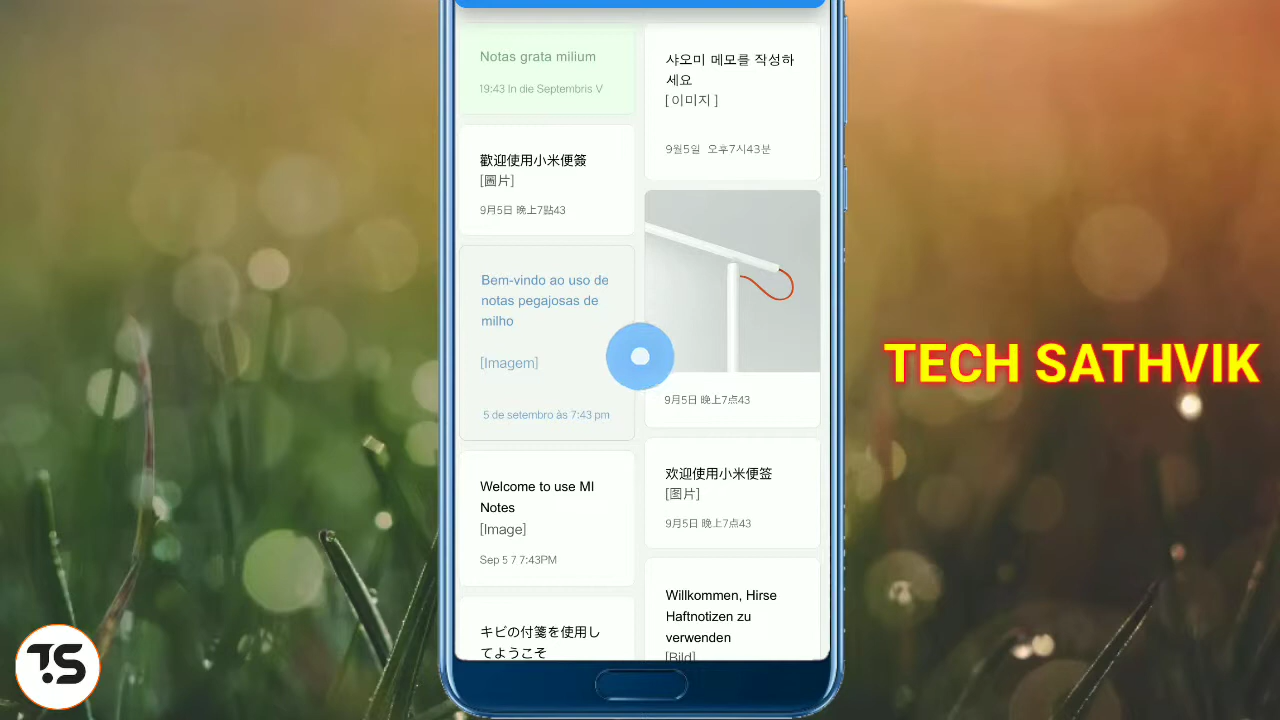 Notas grata milium
19:43 In die Septembris V
歡迎使用小米便簽
[圖片]
9月5日 晚上7點43
Bem-vindo ao uso de
notas pegajosas de
milho
[Imagem]
5 de setembro às 7:43 pm
Welcome to use MI
Notes
[Image]
Sep 5 7 7:43PM
キビの付箋を使用し
てようこそ
샤오미 메모를 작성하
세요
[ 이미지 ]
9월5일 오후7시43분
9月5日 晚上7点43
欢迎使用小米便签
[图片]
9月5日 晚上7点43
Willkommen, Hirse
Haftnotizen zu
verwenden
[Bild]
TECH SATHVIK
TS